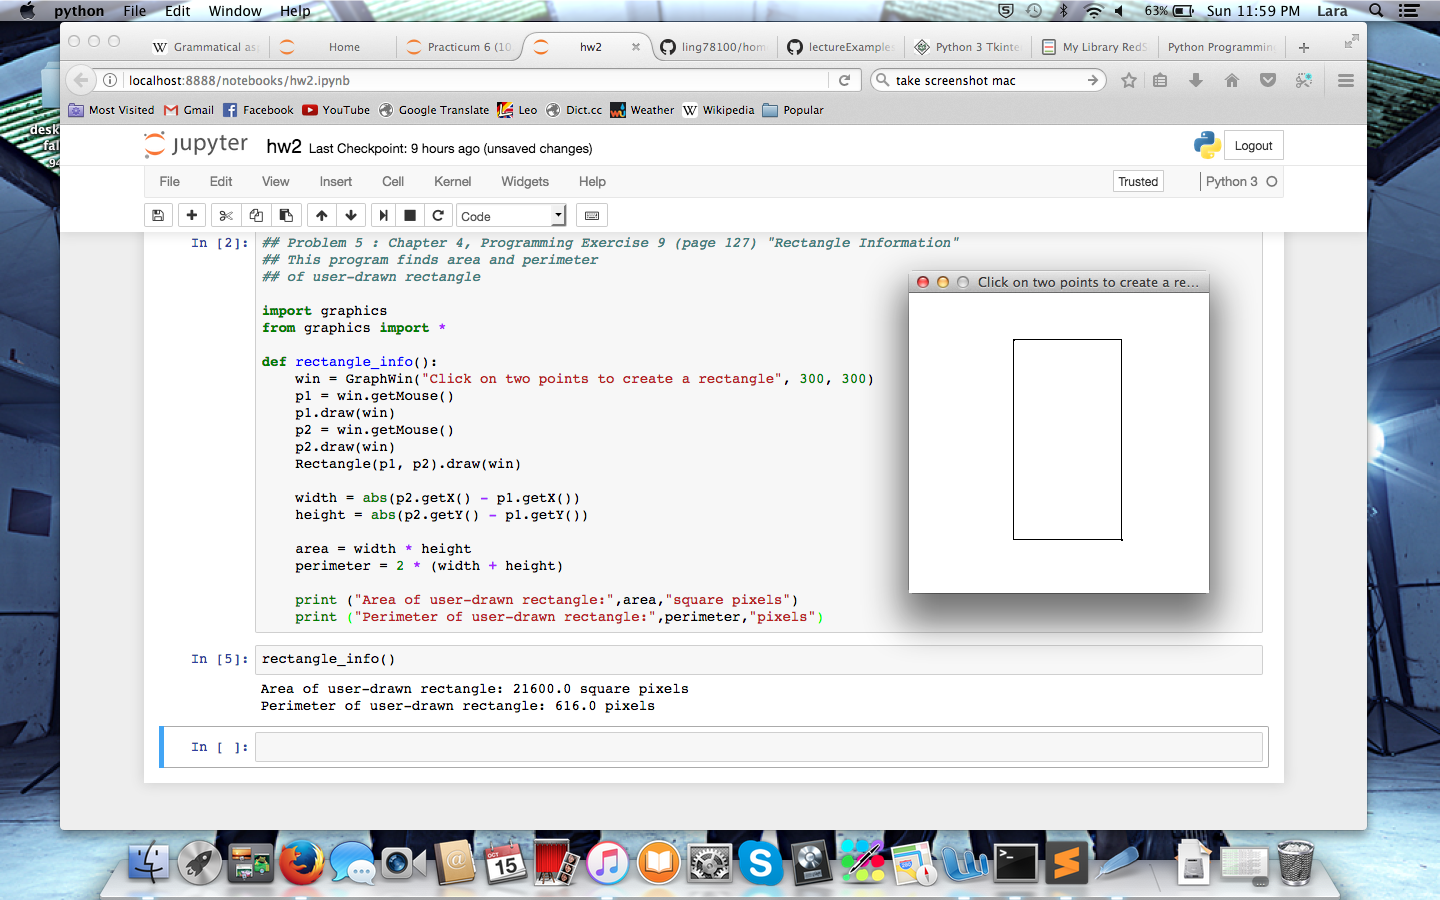 python File Edit Window Help 63% Sun 11:59 PM Lara
Grammatical as Home Practicum 6 (10 hw2 ling78100/hom lectureExamples Python 3 Tkinte My Library RedS Python Programmin
localhost:8888/notebooks/hw2.ipynb take screenshot mac
Most Visited Gmail Facebook YouTube Google Translate Leo Dict.cc Weather Wikipedia Popular
desk
fal
94
jupyter hw2 Last Checkpoint: 9 hours ago (unsaved changes) Logout
File Edit View Insert Cell Kernel Widgets Help Trusted Python 3
Code
In [2]: ## Problem 5 : Chapter 4, Programming Exercise 9 (page 127) "Rectangle Information"
## This program finds area and perimeter
## of user-drawn rectangle
import graphics
from graphics import *
def rectangle_info():
win = GraphWin("Click on two points to create a rectangle", 300, 300)
p1 = win.getMouse()
p1.draw(win)
p2 = win.getMouse()
p2.draw(win)
Rectangle(p1, p2).draw(win)
width = abs(p2.getX() - p1.getX())
height = abs(p2.getY() - p1.getY())
area = width * height
perimeter = 2 * (width + height)
print ("Area of user-drawn rectangle:",area,"square pixels")
print ("Perimeter of user-drawn rectangle:",perimeter,"pixels")
Click on two points to create a re...
In [5]: rectangle_info()
Area of user-drawn rectangle: 21600.0 square pixels
Perimeter of user-drawn rectangle: 616.0 pixels
In [ ]:
OCT
15